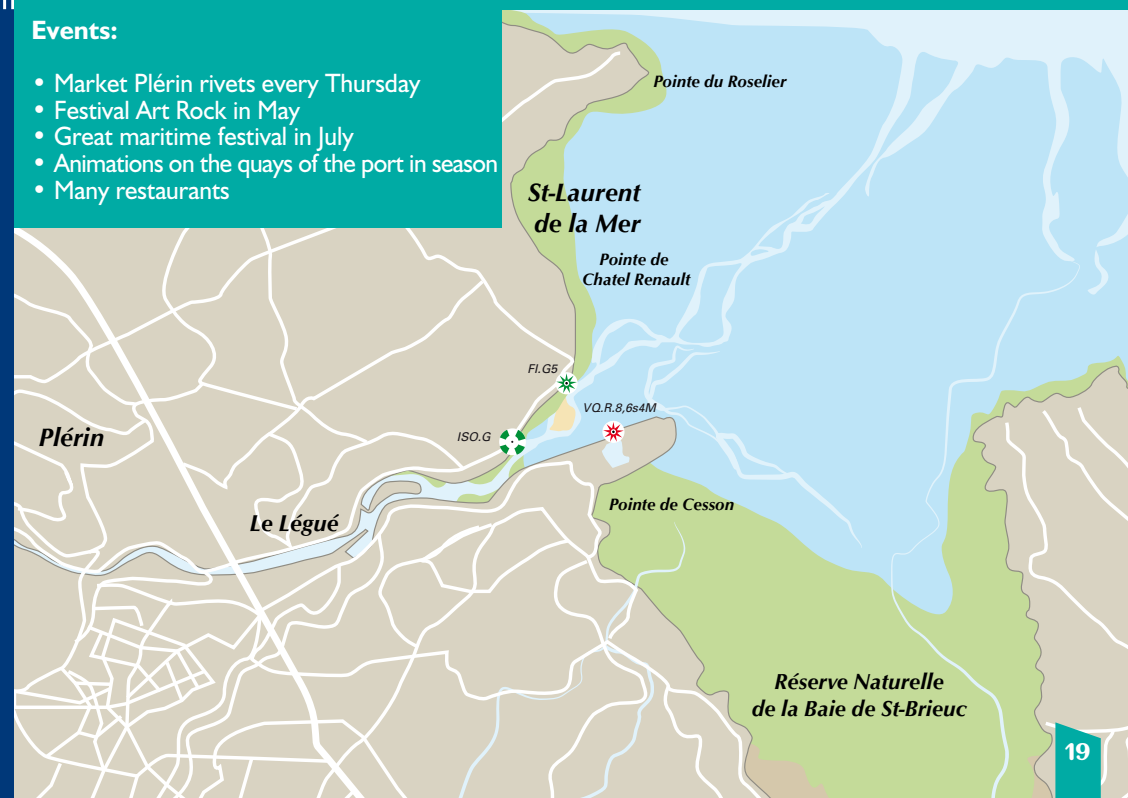 Events:
• Market Plérin rivets every Thursday
• Festival Art Rock in May
• Great maritime festival in July
• Animations on the quays of the port in season
• Many restaurants
Pointe du Roselier
St-Laurent
de la Mer
Pointe de
Chatel Renault
FI.G5
VQ.R.8,6s4M
ISO.G
Plérin
Le Légué
Pointe de Cesson
Réserve Naturelle
de la Baie de St-Brieuc
19